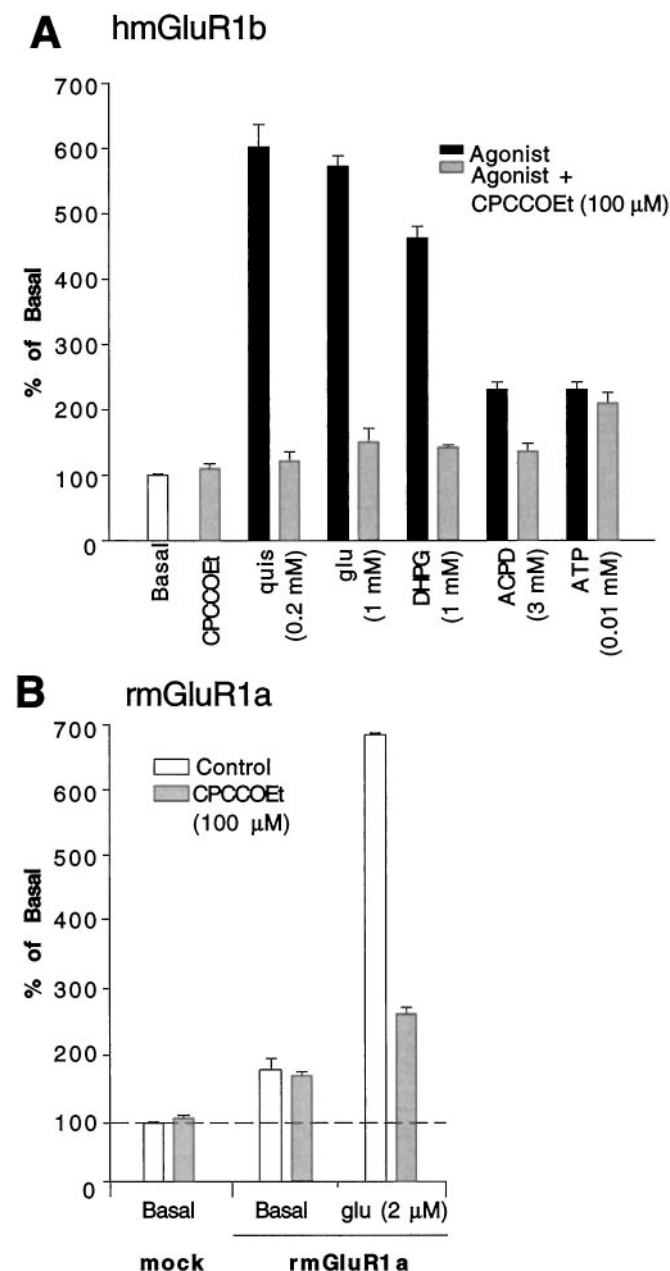 A hmGluR1b
700
600
500
400
300
200
100
0
% of Basal
Agonist
Agonist +
CPCCOEt (100 µM)
Basal
CPCCOEt
quis
(0.2 mM)
glu
(1 mM)
DHPG
(1 mM)
ACPD
(3 mM)
ATP
(0.01 mM)
B rmGluR1a
700
600
500
400
300
200
100
0
% of Basal
Control
CPCCOEt
(100 µM)
Basal Basal glu (2 µM)
mock rmGluR1a